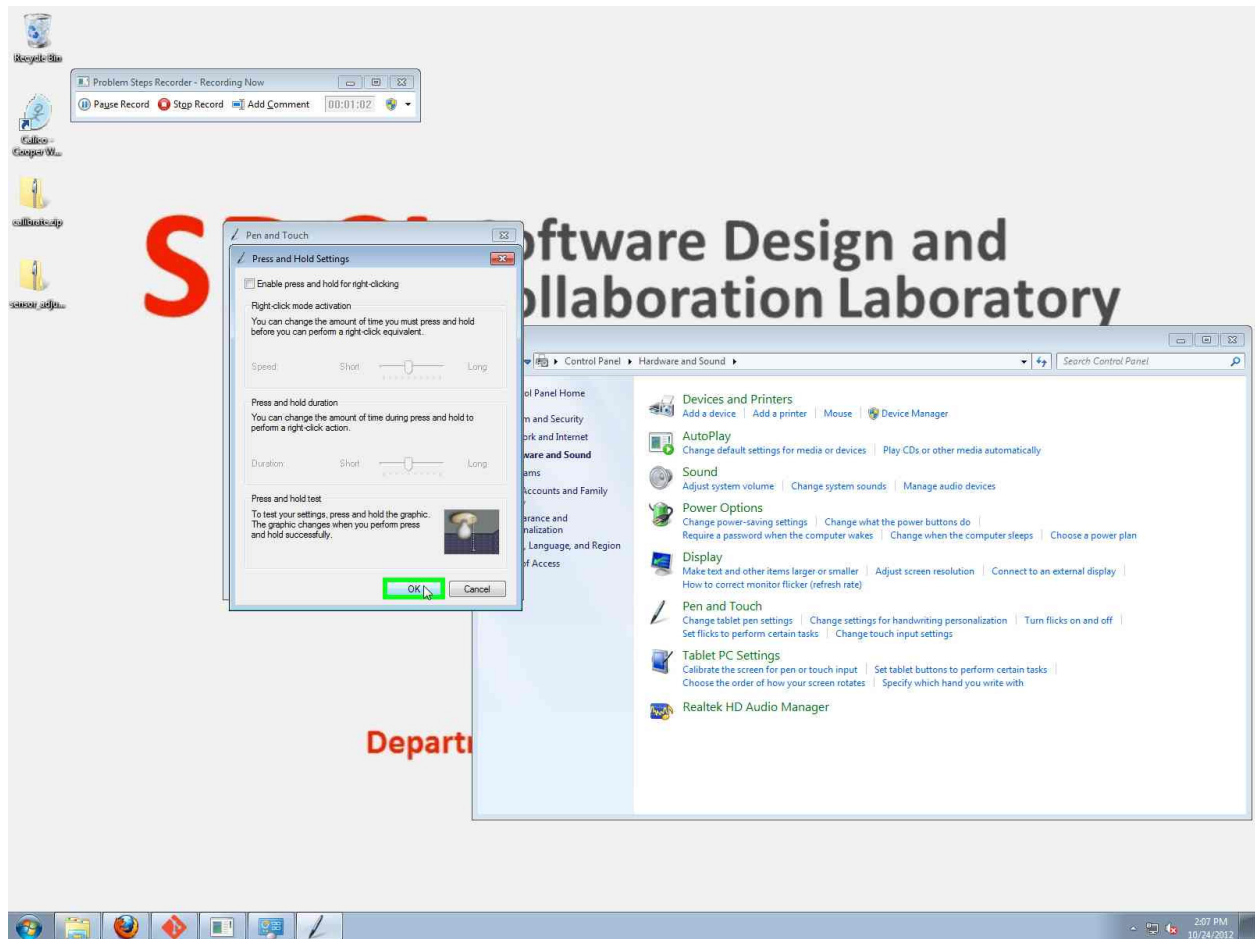 Recycle Bin
Problem Steps Recorder - Recording Now
Pause Record Stop Record Add Comment 00:01:02
Calico -
Cooper W...
calibrate.zip
sensor_adju...
Software Design and
Collaboration Laboratory
Pen and Touch
Press and Hold Settings
Enable press and hold for right-clicking
Right-click mode activation
You can change the amount of time you must press and hold
before you can perform a right-click equivalent.
Speed: Short Long
Press and hold duration
You can change the amount of time during press and hold to
perform a right-click action.
Duration: Short Long
Press and hold test
To test your settings, press and hold the graphic.
The graphic changes when you perform press
and hold successfully.
OK Cancel
Control Panel Hardware and Sound Search Control Panel
ol Panel Home
m and Security
ork and Internet
ware and Sound
ams
Accounts and Family
arance and
nalization
, Language, and Region
of Access
Devices and Printers
Add a device Add a printer Mouse Device Manager
AutoPlay
Change default settings for media or devices Play CDs or other media automatically
Sound
Adjust system volume Change system sounds Manage audio devices
Power Options
Change power-saving settings Change what the power buttons do
Require a password when the computer wakes Change when the computer sleeps Choose a power plan
Display
Make text and other items larger or smaller Adjust screen resolution Connect to an external display
How to correct monitor flicker (refresh rate)
Pen and Touch
Change tablet pen settings Change settings for handwriting personalization Turn flicks on and off
Set flicks to perform certain tasks Change touch input settings
Tablet PC Settings
Calibrate the screen for pen or touch input Set tablet buttons to perform certain tasks
Choose the order of how your screen rotates Specify which hand you write with
Realtek HD Audio Manager
Departm
2:07 PM
10/24/2012